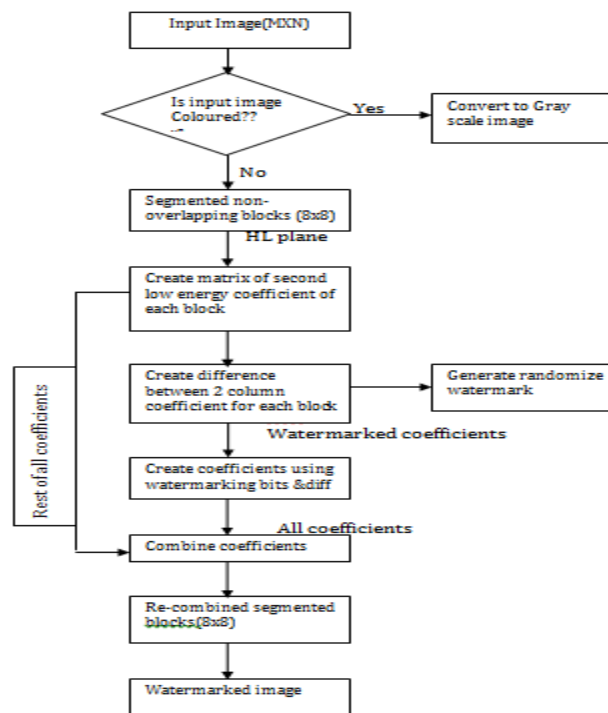 Input Image(MXN)
Is input image
Coloured??
Yes
Convert to Gray
scale image
No
Segmented non-
overlapping blocks (8x8)
HL plane
Create matrix of second
low energy coefficient of
each block
Rest of all coefficients
Create difference
between 2 column
coefficient for each block
Generate randomize
watermark
Watermarked coefficients
Create coefficients using
watermarking bits &diff
All coefficients
Combine coefficients
Re-combined segmented
blocks(8x8)
Watermarked image